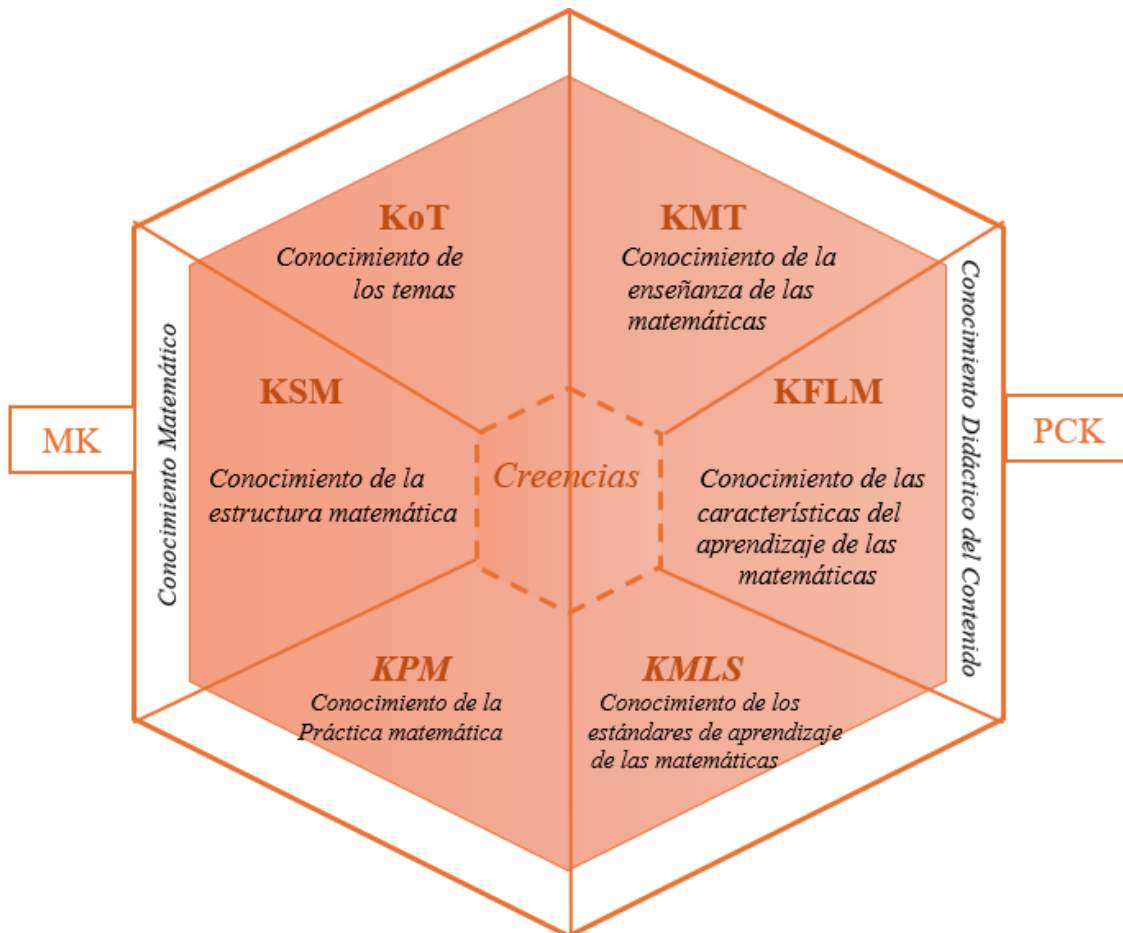 KoT
Conocimiento de
los temas
KMT
Conocimiento de la
enseñanza de las
matemáticas
MK
Conocimiento Matemático
KSM
Conocimiento de la
estructura matemática
Creencias
KFLM
Conocimiento de las
características del
aprendizaje de las
matemáticas
Conocimiento Didáctico del Contenido
PCK
KPM
Conocimiento de la
Práctica matemática
KMLS
Conocimiento de los
estándares de aprendizaje
de las matemáticas